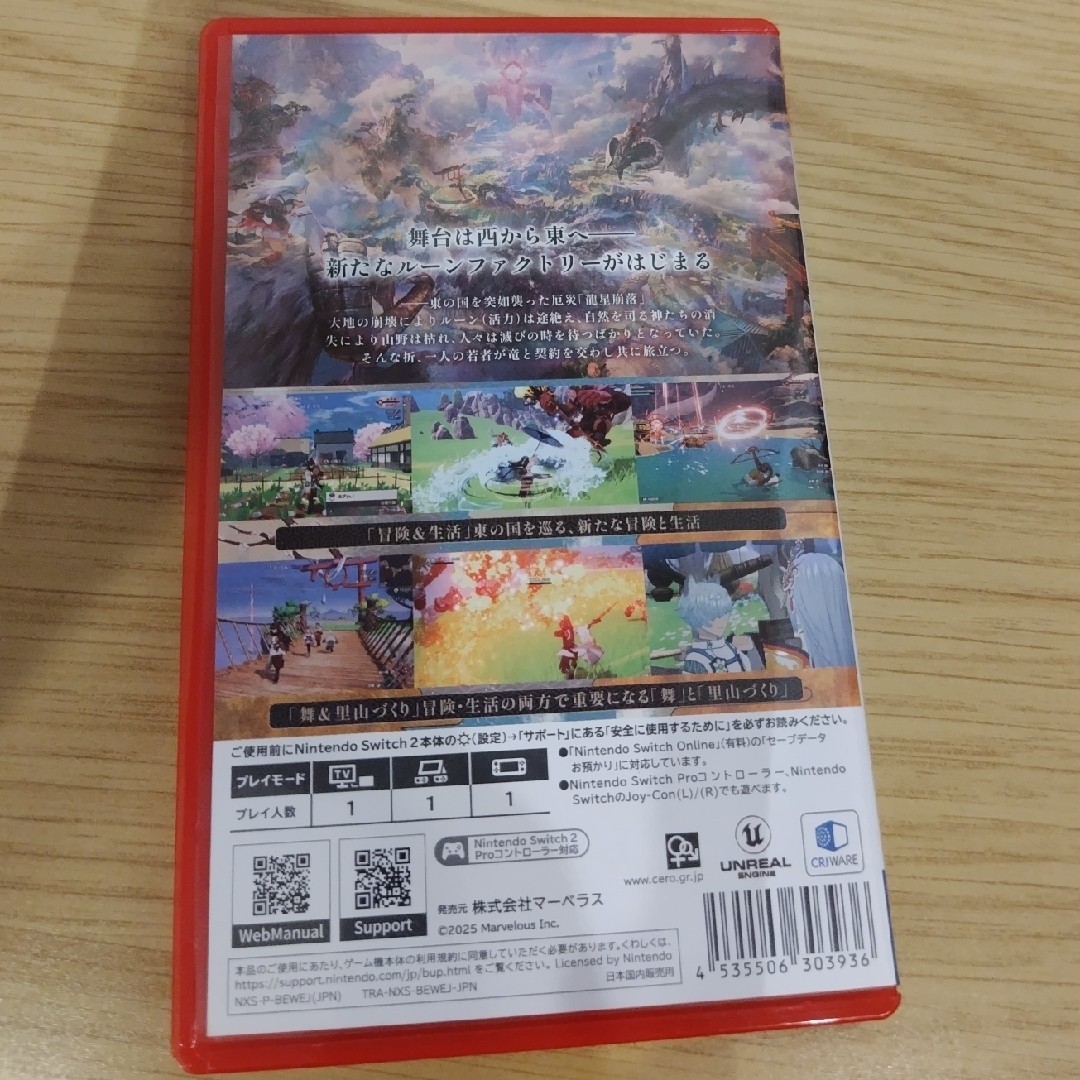 舞台は西から東へ――
新たなルーンファクトリーがはじまる
――東の国を突如襲った厄災「龍星崩落」
大地の崩壊によりルーン(活力)は途絶え、自然を司る神たちの消
失により山野は枯れ、人々は滅びの時を待つばかりとなっていた。
そんな折、一人の若者が竜と契約を交わし共に旅立つ。
「冒険&生活」東の国を巡る、新たな冒険と生活
「舞&里山づくり」冒険・生活の両方で重要になる「舞」と「里山づくり」
ご使用前にNintendo Switch 2本体の(設定)→「サポート」にある「安全に使用するために」を必ずお読みください。
プレイモード TV
プレイ人数 1 1 1
●「Nintendo Switch Online」(有料)の「セーブデータ
お預かり」に対応しています。
●Nintendo Switch Proコントローラー、Nintendo
SwitchのJoy-Con(L)/(R)でも遊べます。
Nintendo Switch 2
Proコントローラー対応
www.cero.gr.jp
UNREAL
ENGINE
CRIWARE
WebManual
Support
発売元 株式会社マーベラス
©2025 Marvelous Inc.
本品のご使用にあたり、ゲーム機本体の利用規約に同意していただく必要があります。くわしくは、
https://support.nintendo.com/jp/bup.html をご覧ください。 Licensed by Nintendo
NXS-P-BEWEJ(JPN) TRA-NXS-BEWEJ-JPN 日本国内販売用
4 535506 303936